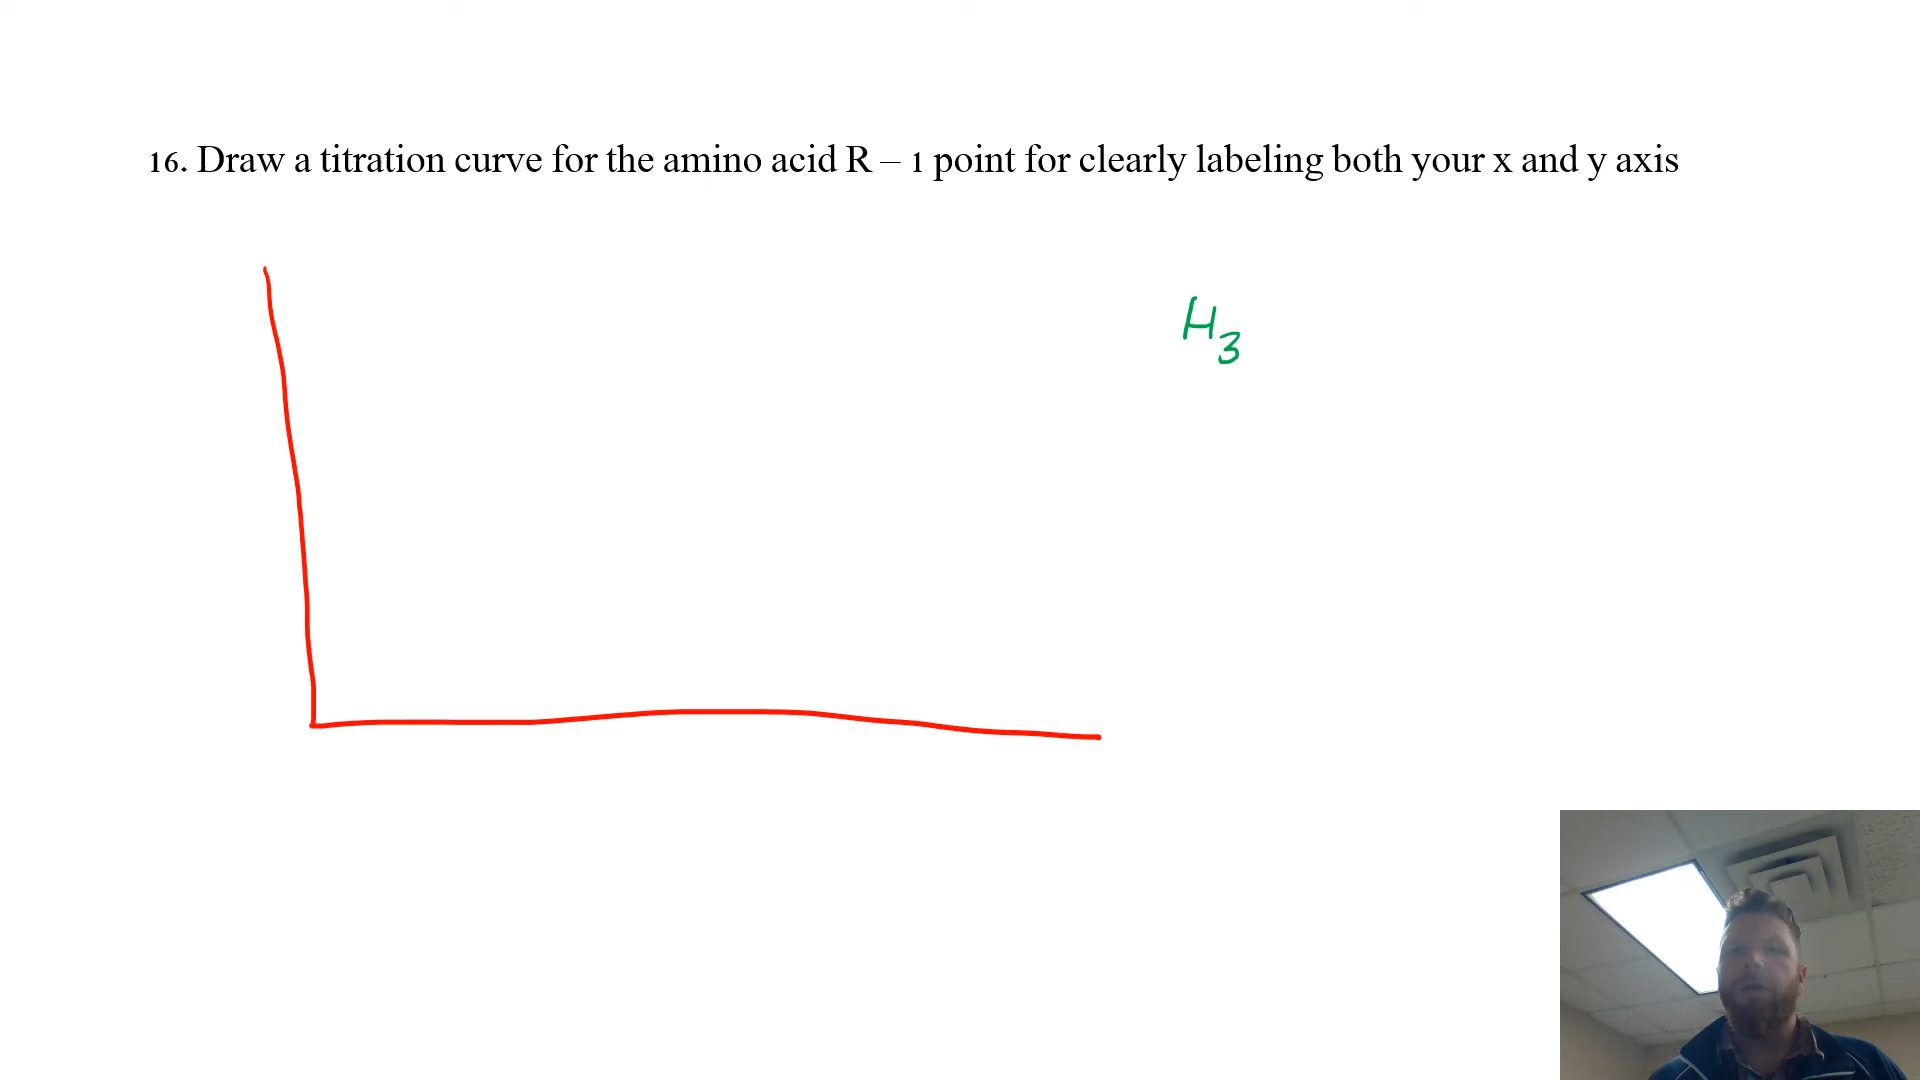 16. Draw a titration curve for the amino acid R – 1 point for clearly labeling both your x and y axis
H₃